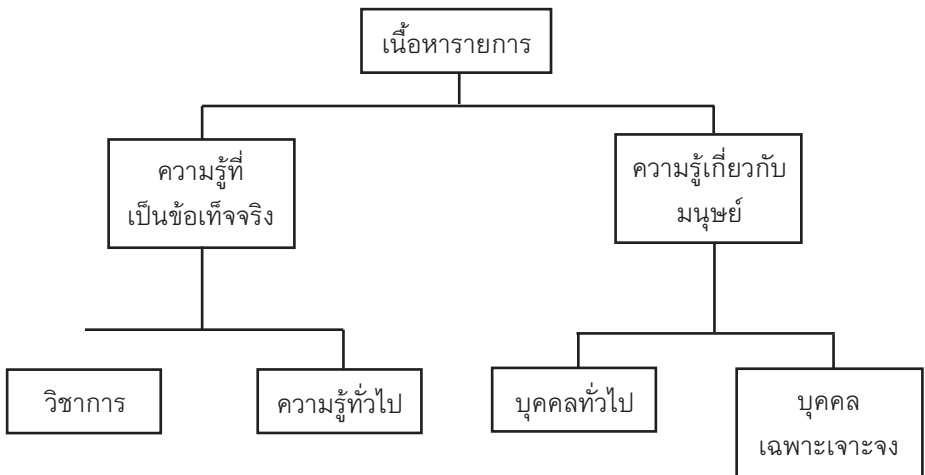 เนื้อหารายการ
ความรู้ที่
เป็นข้อเท็จจริง
ความรู้เกี่ยวกับ
มนุษย์
วิชาการ
ความรู้ทั่วไป
บุคคลทั่วไป
บุคคล
เฉพาะเจาะจง